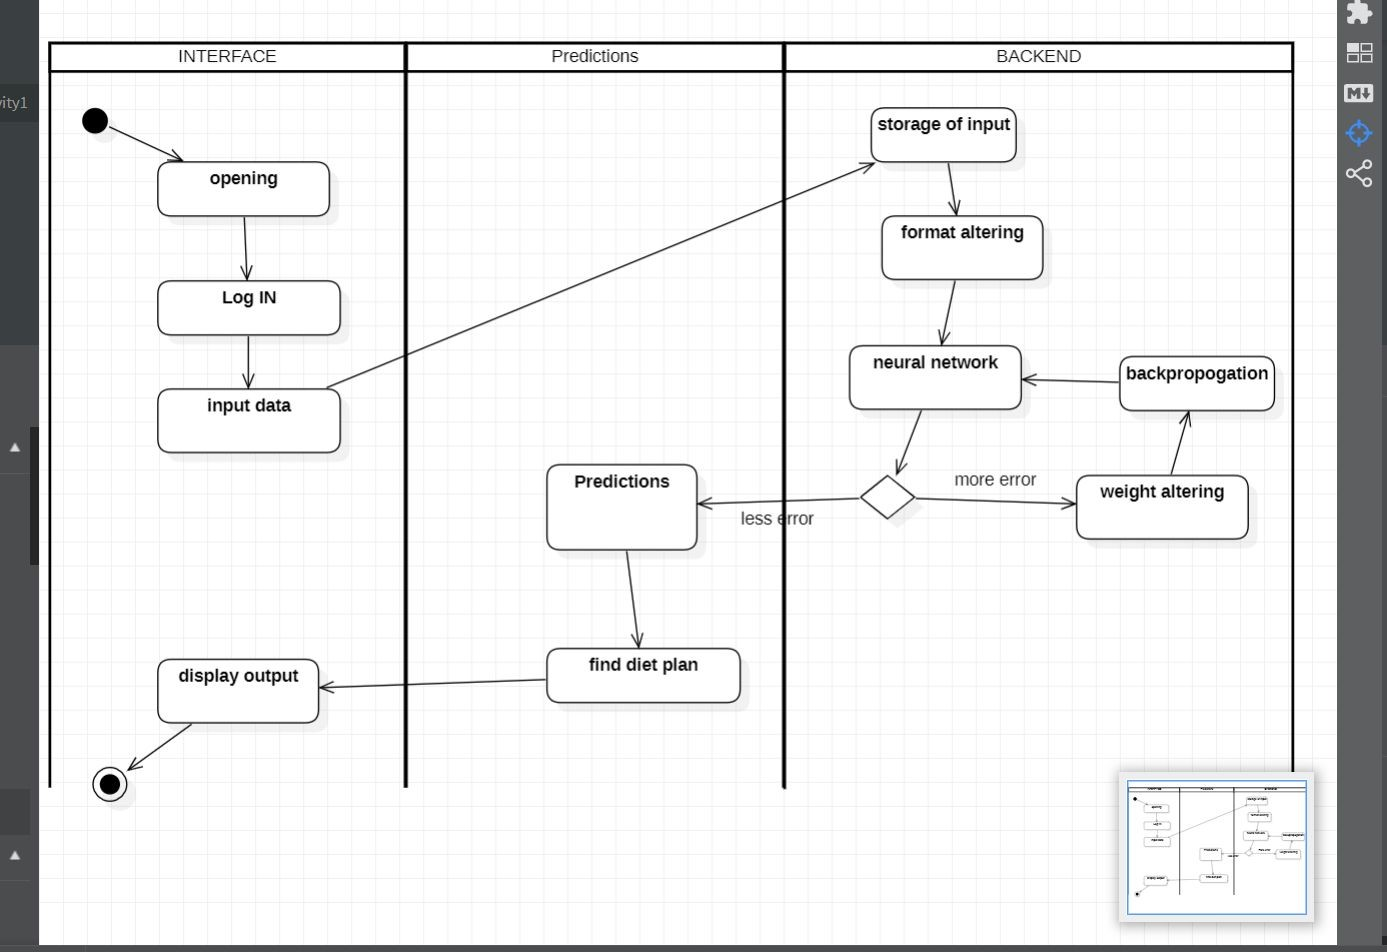 INTERFACE
Predictions
BACKEND
vity1
M
storage of input
opening
format altering
Log IN
neural network
backpropogation
input data
Predictions
more error
weight altering
less error
find diet plan
display output